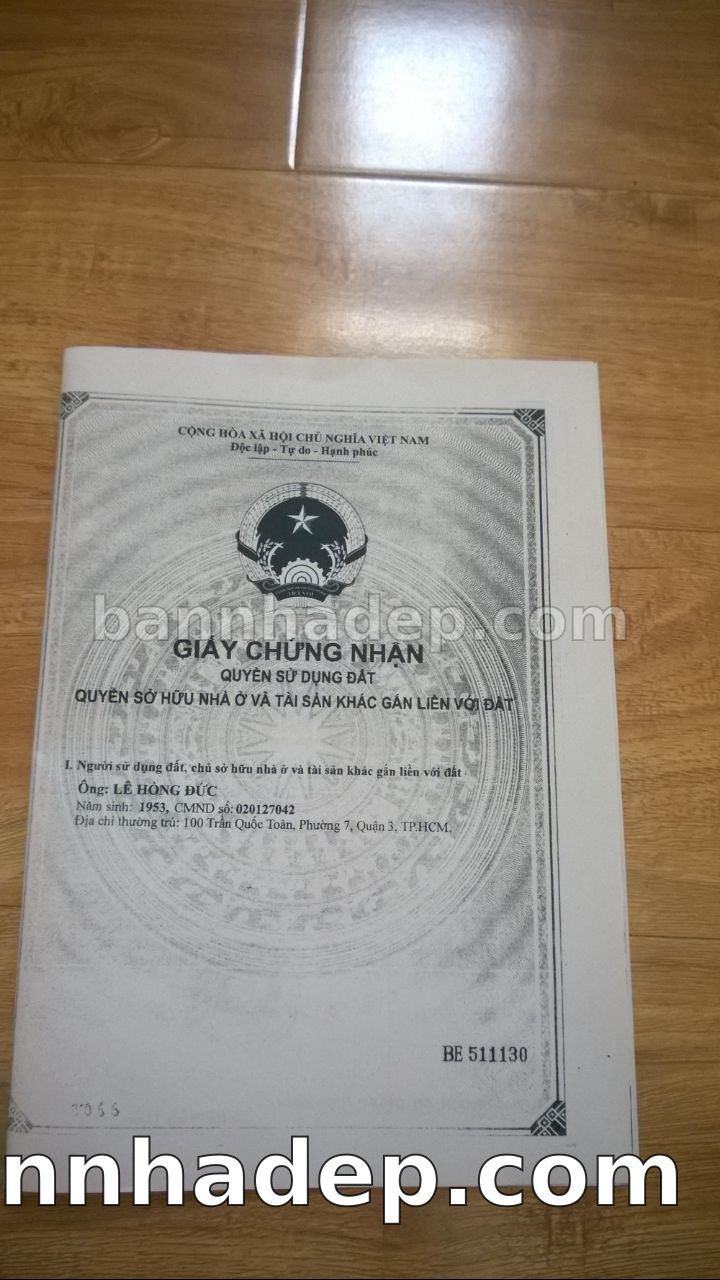 CỘNG HÒA XÃ HỘI CHỦ NGHĨA VIỆT NAM
Độc lập - Tự do - Hạnh phúc
bannhadep.com
GIẤY CHỨNG NHẬN
QUYỀN SỬ DỤNG ĐẤT
QUYỀN SỞ HỮU NHÀ Ở VÀ TÀI SẢN KHÁC GẮN LIỀN VỚI ĐẤT
I. Người sử dụng đất, chủ sở hữu nhà ở và tài sản khác gắn liền với đất
Ông: LÊ HỒNG ĐỨC
Năm sinh: 1953, CMND số: 020127042
Địa chỉ thường trú: 100 Trần Quốc Toản, Phường 7, Quận 3, TP.HCM.
BE 511130
nnhadep.com